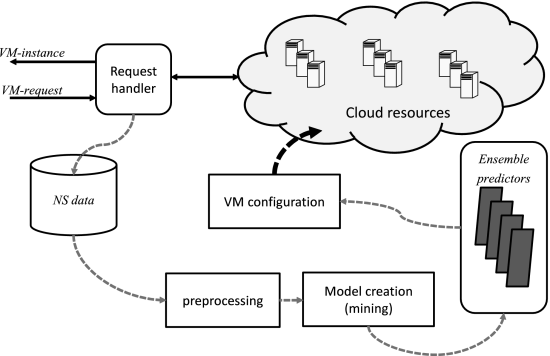 VM-instance
VM-request
Request
handler
Cloud resources
Ensemble
predictors
NS data
VM configuration
preprocessing
Model creation
(mining)